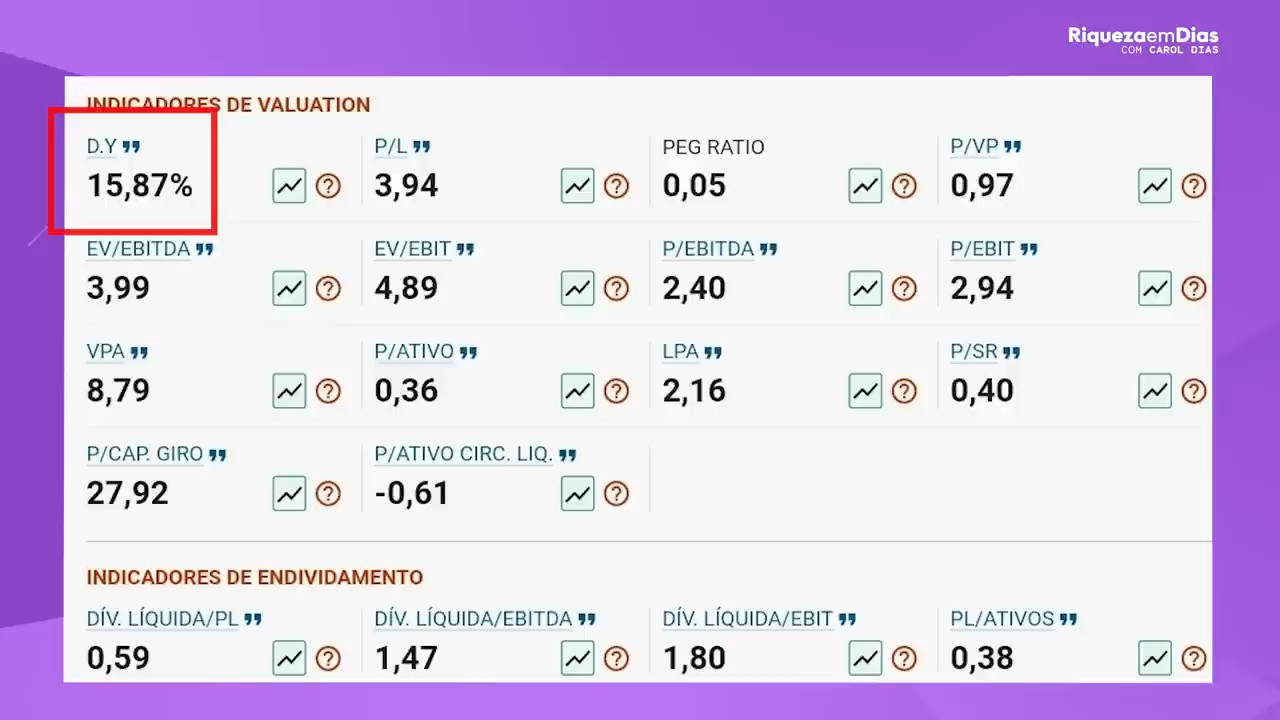 RiquezaemDias
COM CAROL DIAS
INDICADORES DE VALUATION
D.Y P/L PEG RATIO P/VP
15,87% 3,94 0,05 0,97
EV/EBITDA EV/EBIT P/EBITDA P/EBIT
3,99 4,89 2,40 2,94
VPA P/ATIVO LPA P/SR
8,79 0,36 2,16 0,40
P/CAP. GIRO P/ATIVO CIRC. LIQ.
27,92 -0,61
INDICADORES DE ENDIVIDAMENTO
DÍV. LÍQUIDA/PL DÍV. LÍQUIDA/EBITDA DÍV. LÍQUIDA/EBIT PL/ATIVOS
0,59 1,47 1,80 0,38